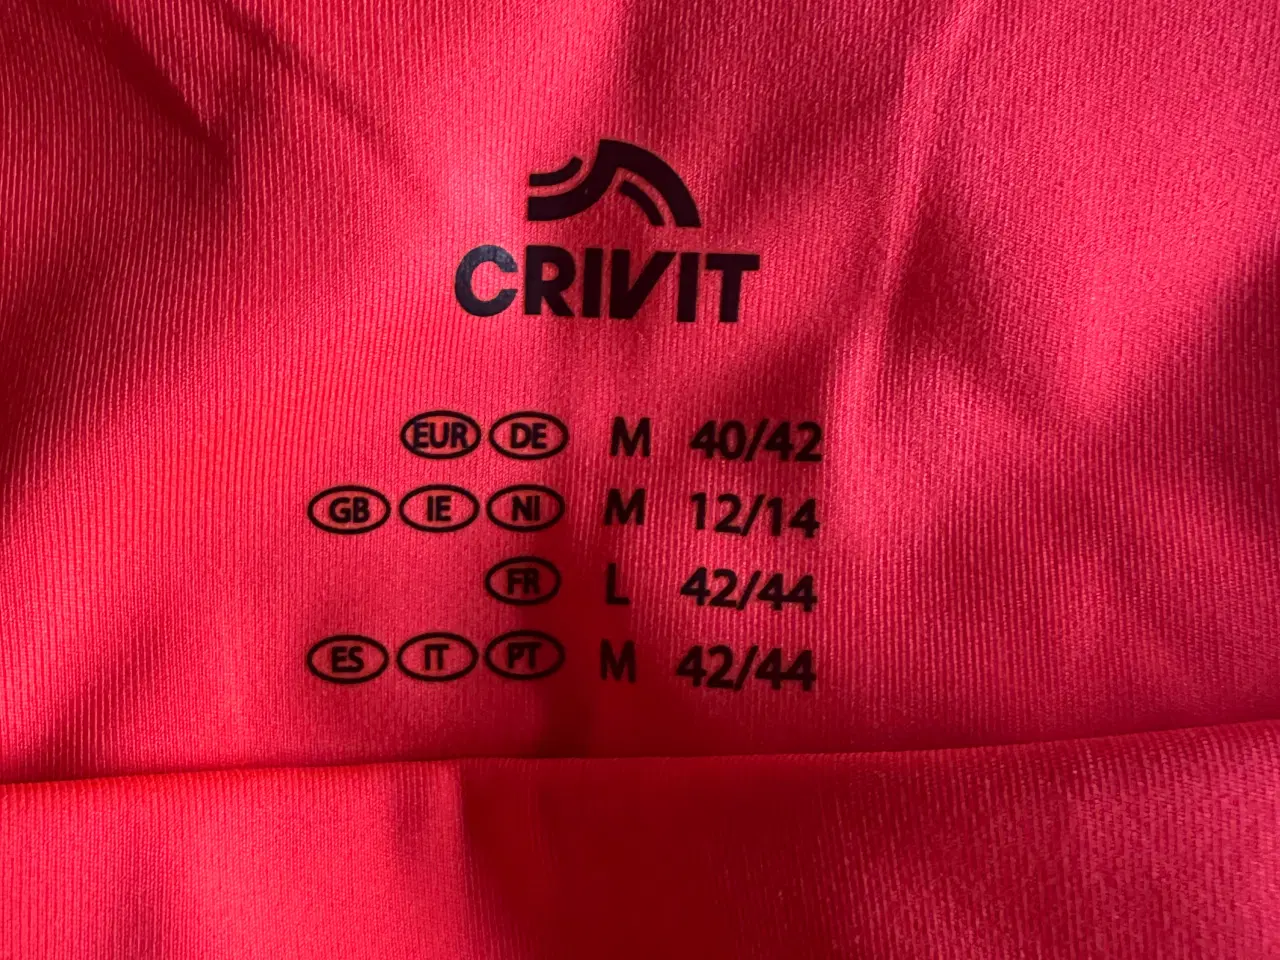 CRIVIT
EUR DE M 40/42
GB IE NI M 12/14
FR L 42/44
ES IT PT M 42/44